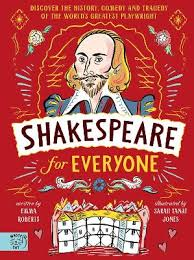 DISCOVER THE HISTORY, COMEDY AND TRAGEDY
OF THE WORLD'S GREATEST PLAYWRIGHT
SHAKESPEARE
for EVERYONE
written by
EMMA
ROBERTS
illustrated by
SARAH TANAT
JONES